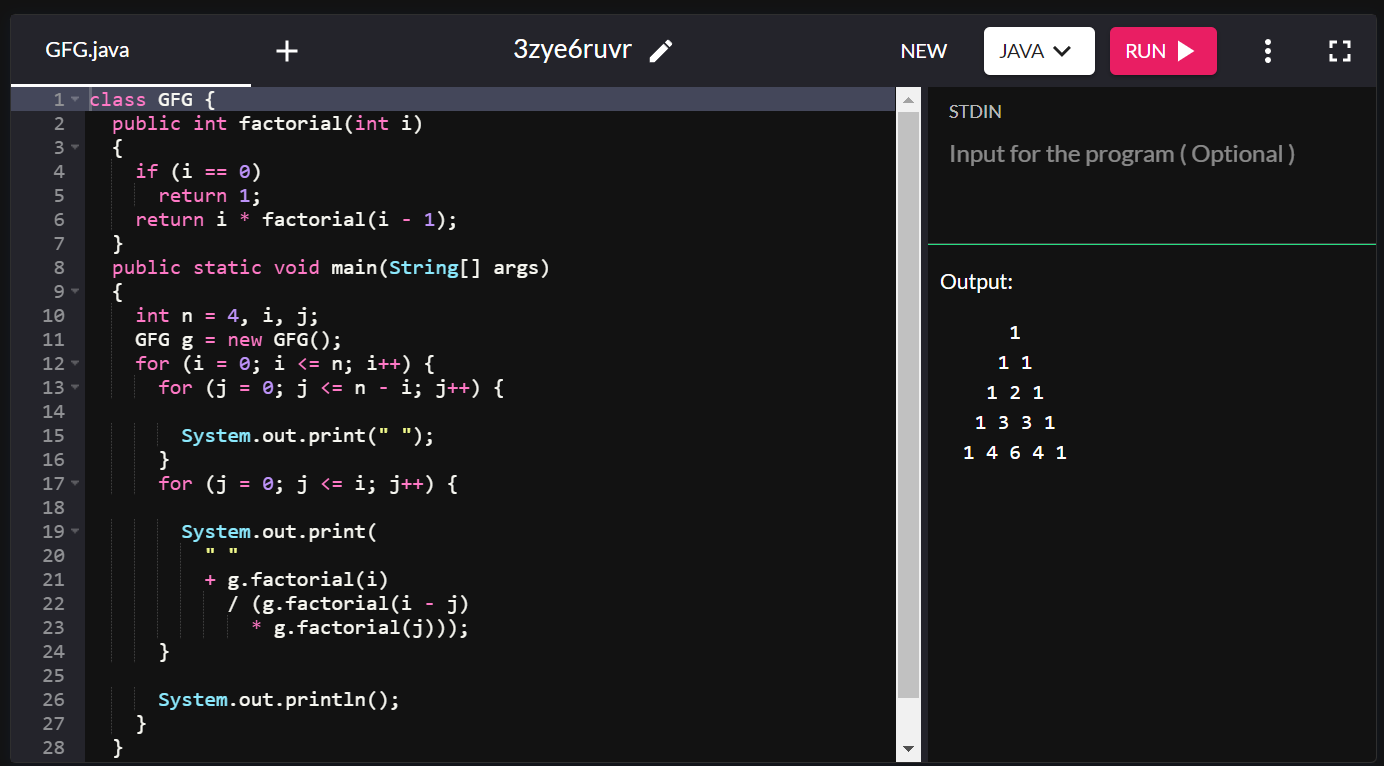 GFG.java + 3zye6ruvr NEW JAVA RUN
1 class GFG {
2   public int factorial(int i)
3   {
4     if (i == 0)
5       return 1;
6     return i * factorial(i - 1);
7   }
8   public static void main(String[] args)
9   {
10     int n = 4, i, j;
11     GFG g = new GFG();
12     for (i = 0; i <= n; i++) {
13       for (j = 0; j <= n - i; j++) {
14
15         System.out.print(" ");
16       }
17       for (j = 0; j <= i; j++) {
18
19         System.out.print(
20           " "
21           + g.factorial(i)
22             / (g.factorial(i - j)
23               * g.factorial(j)));
24       }
25
26       System.out.println();
27     }
28   }
STDIN
Input for the program ( Optional )
Output:
      1
     1 1
    1 2 1
   1 3 3 1
  1 4 6 4 1